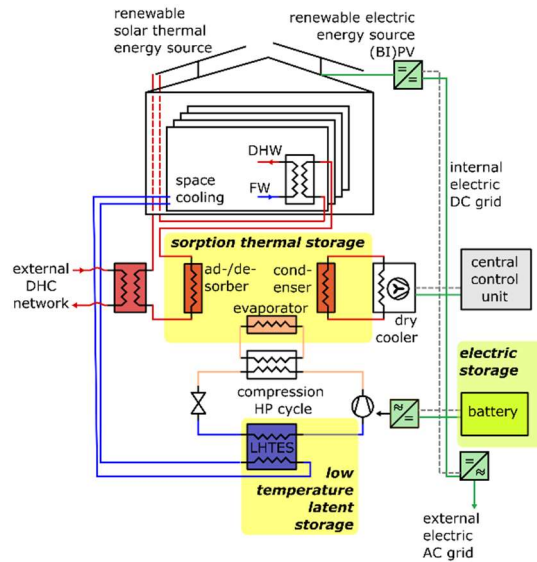 renewable
solar thermal
energy source
renewable electric
energy source
(BI)PV
DHW
FW
space
cooling
internal
electric
DC grid
sorption thermal storage
external
DHC
network
ad-/de-
sorber
cond-
enser
evaporator
dry
cooler
central
control
unit
compression
HP cycle
electric
storage
battery
LHTES
low
temperature
latent
storage
external
electric
AC grid